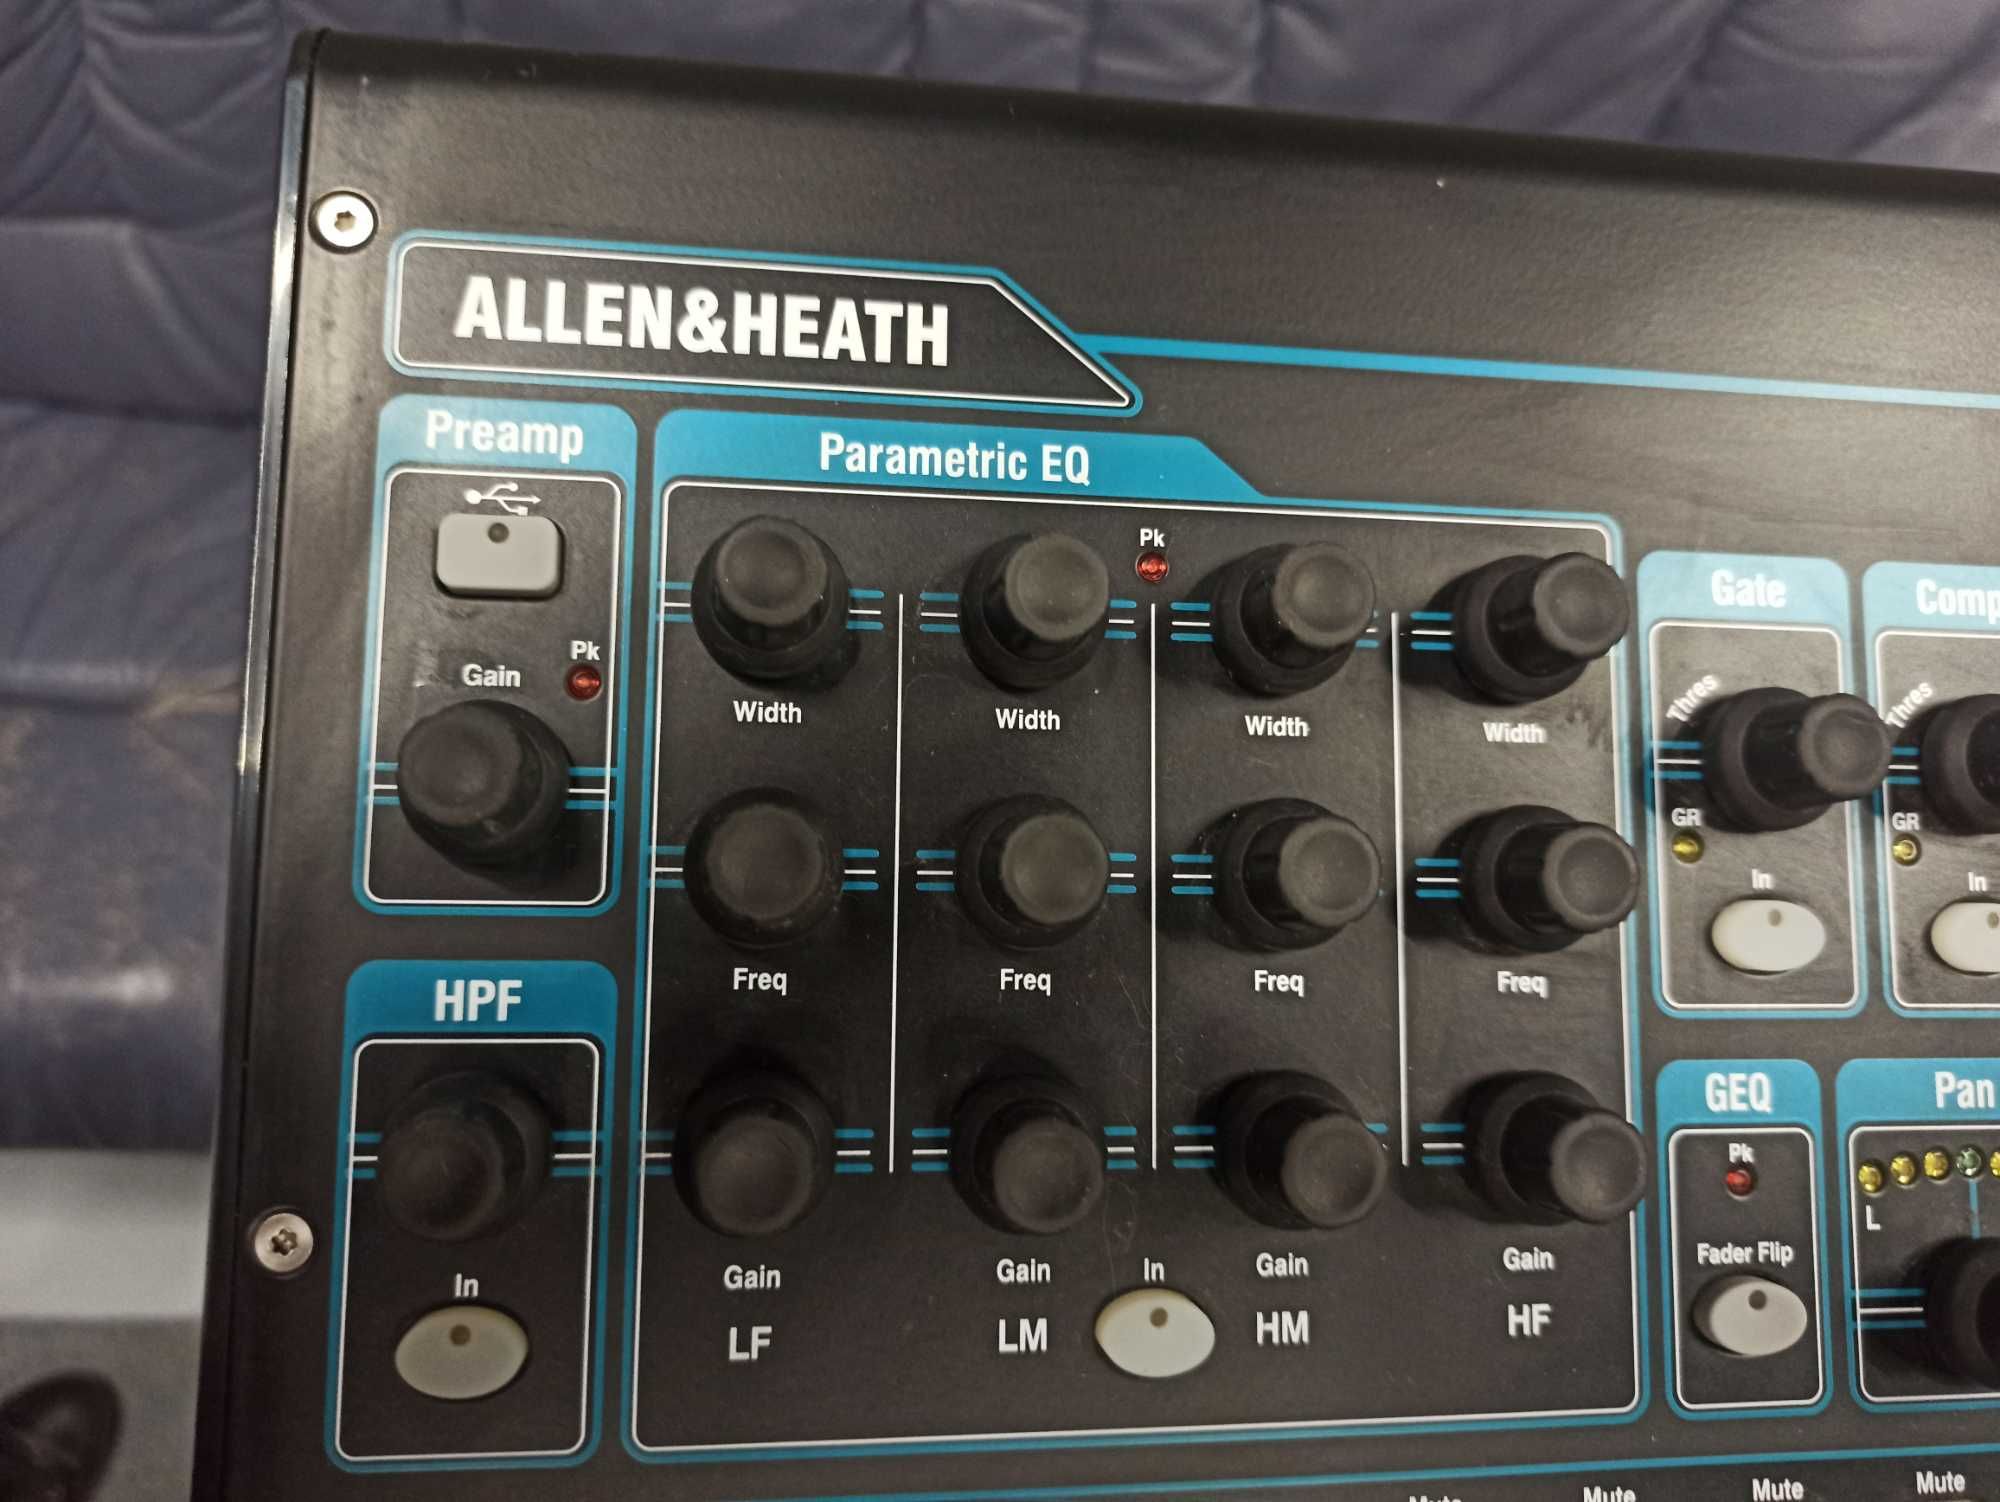 ALLEN&HEATH
Preamp
Pk
Gain
HPF
In
Parametric EQ
Pk
Width Width Width Width
Freq Freq Freq Freq
Gain Gain In Gain Gain
LF LM HM HF
Gate
Thres
GR
In
Comp
Thres
GR
In
GEQ
Pk
Fader Flip
Pan
L
Mute Mute Mute Mute